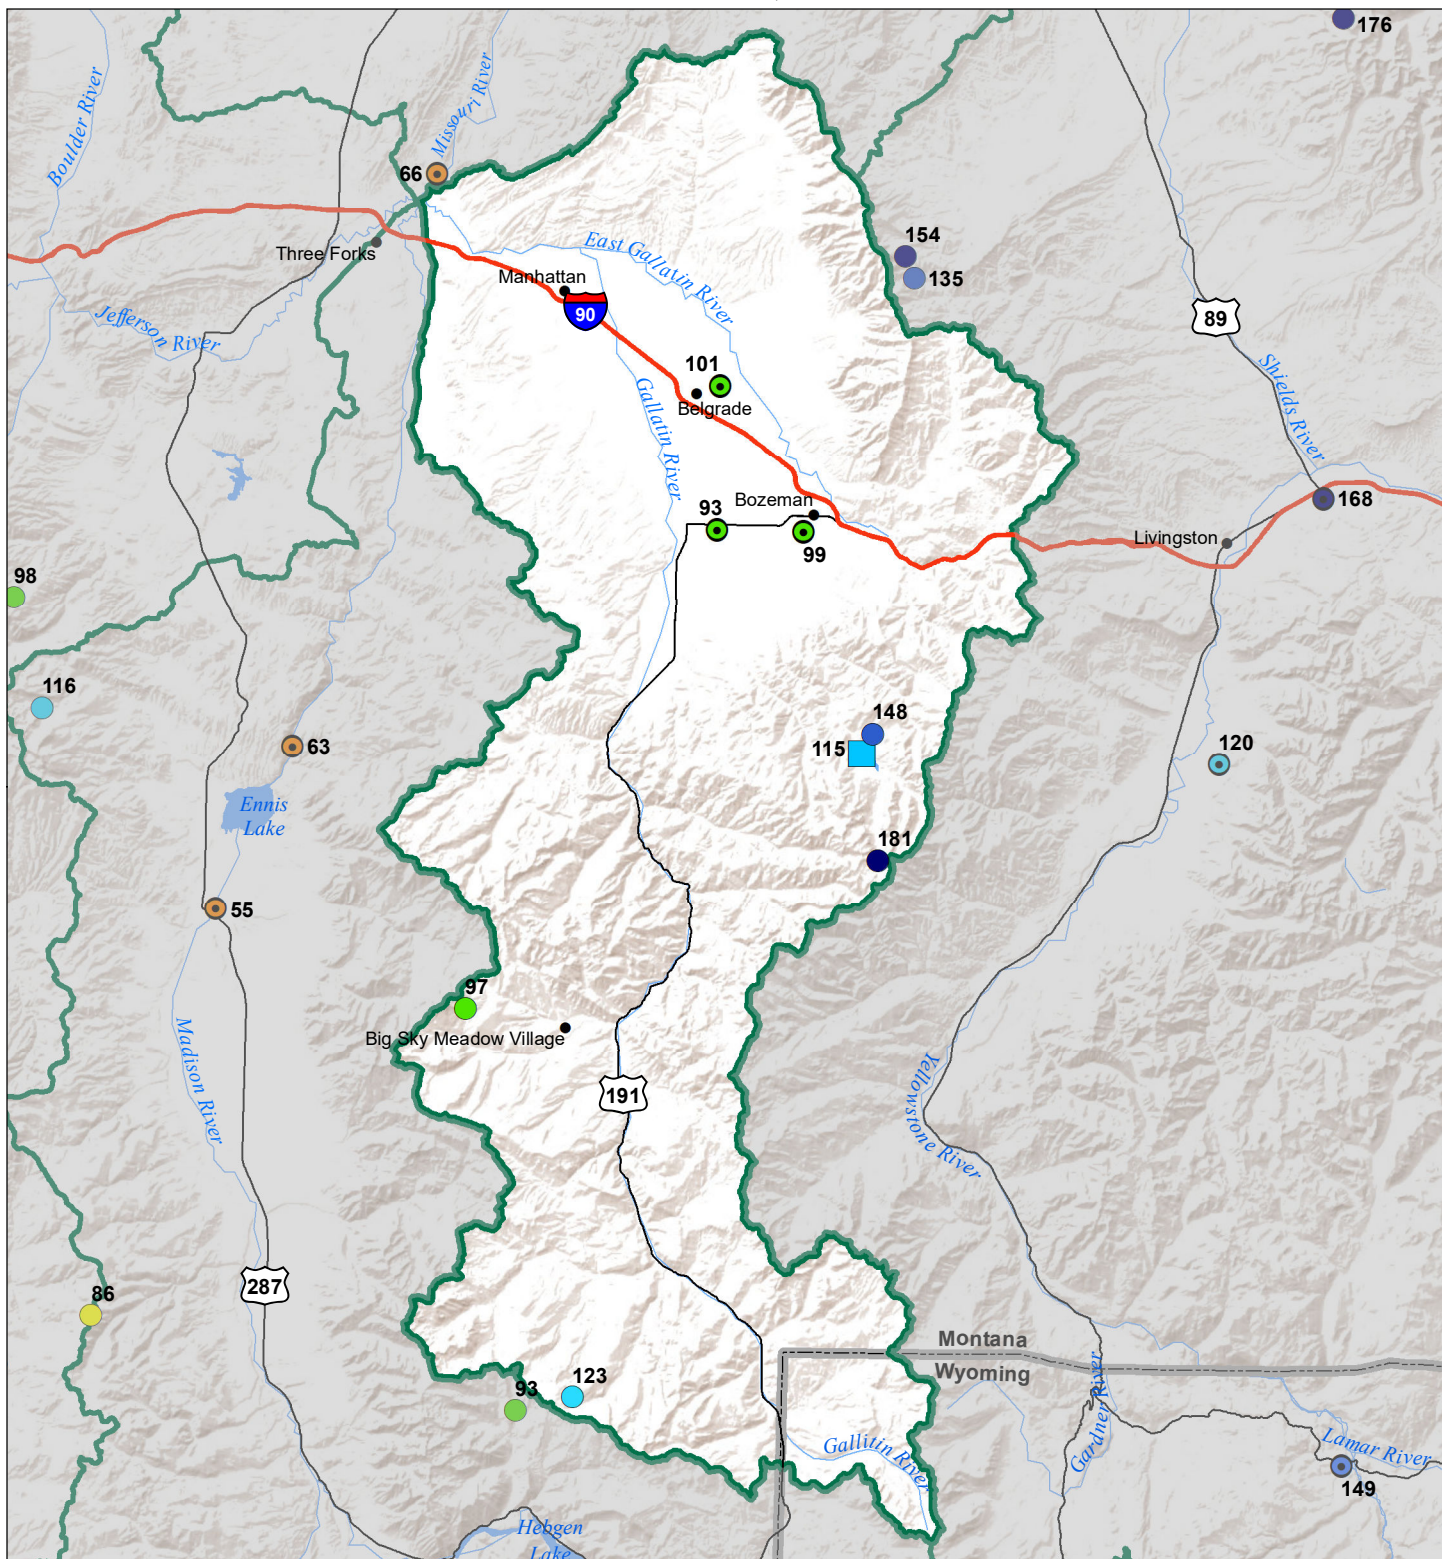 176
Boulder River
Missouri River
66
154
135
East Gallatin River
Three Forks
Manhattan
90
89
Jefferson River
Shields River
101
Belgrade
Gallatin River
Bozeman
93
99
168
Livingston
98
116
148
115
63
120
Ennis
Lake
181
55
97
Big Sky Meadow Village
Madison River
191
Yellowstone River
287
86
Montana
Wyoming
93
123
Gardner River
Gallitin River
Lamar River
149
Hebgen
Lake